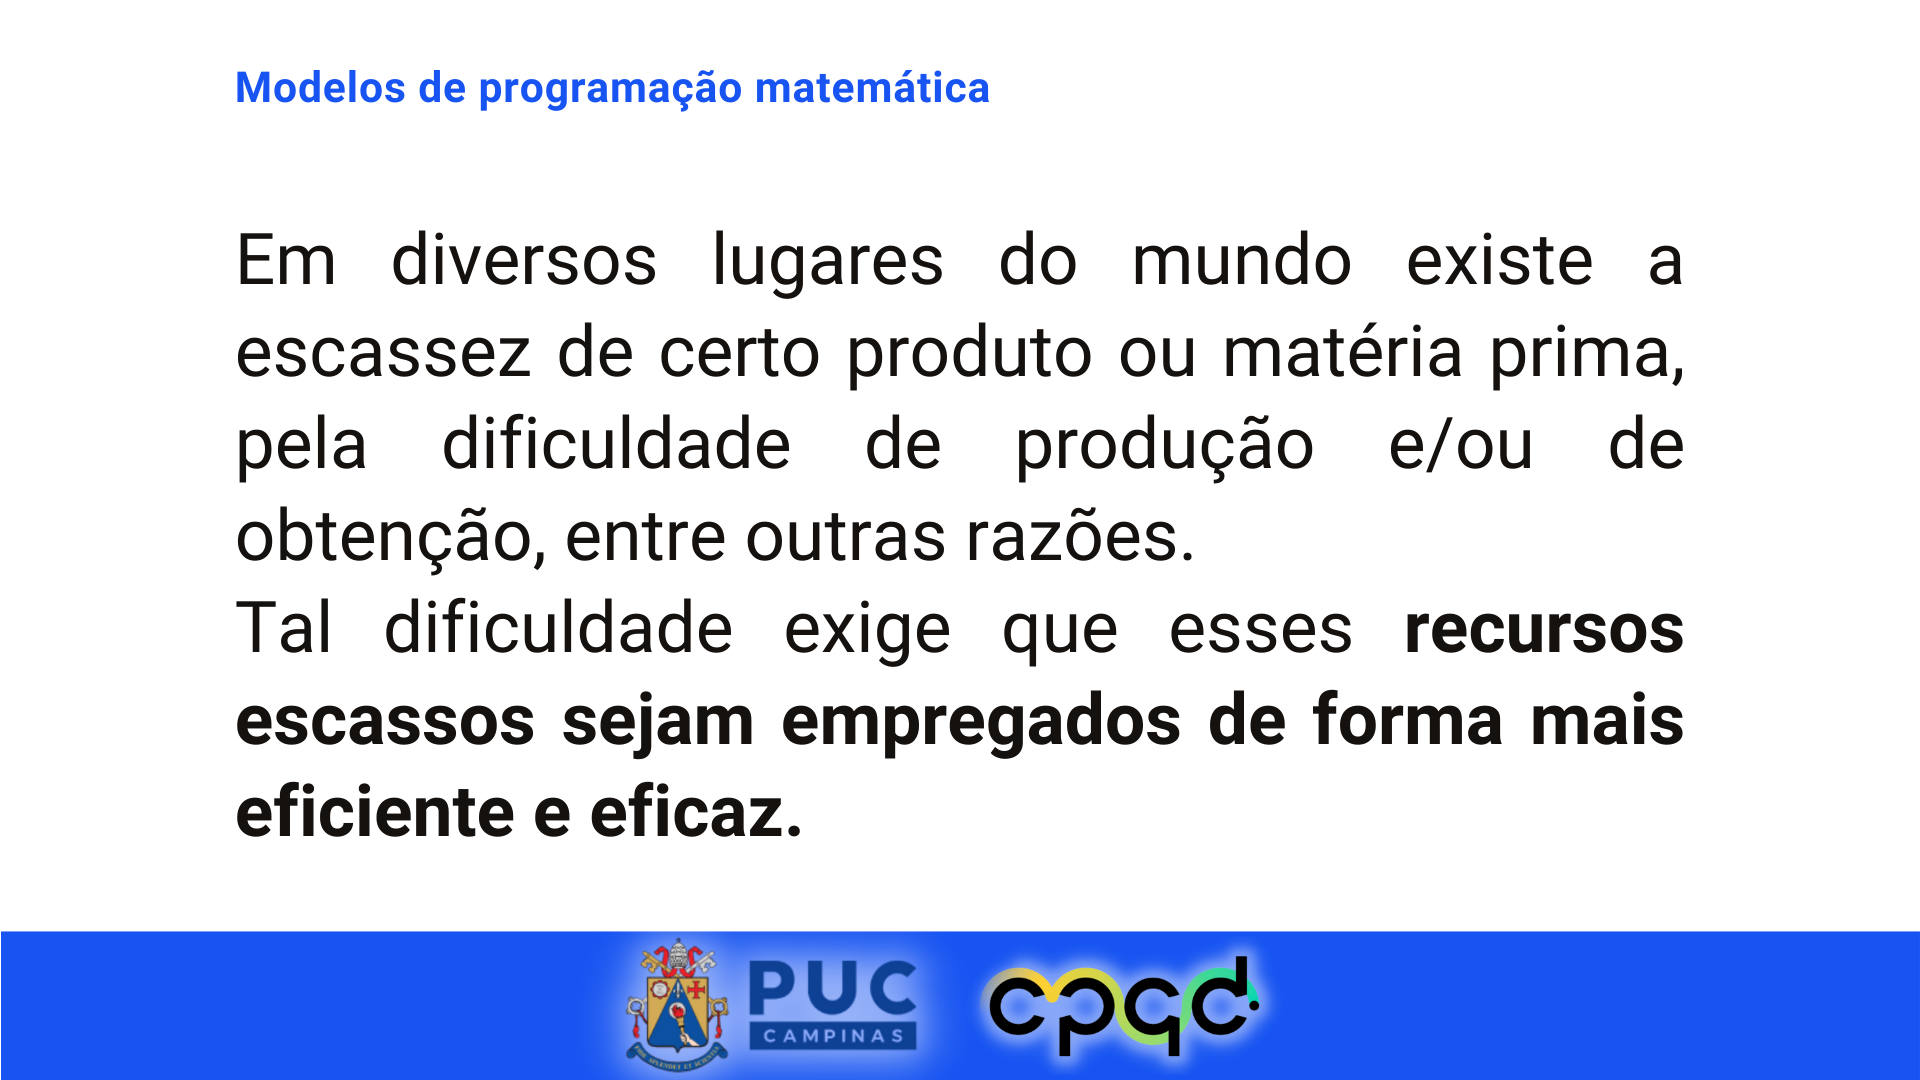 Modelos de programação matemática
Em diversos lugares do mundo existe a
escassez de certo produto ou matéria prima,
pela dificuldade de produção e/ou de
obtenção, entre outras razões.
Tal dificuldade exige que esses recursos
escassos sejam empregados de forma mais
eficiente e eficaz.
PUC
CAMPINAS
cpqd